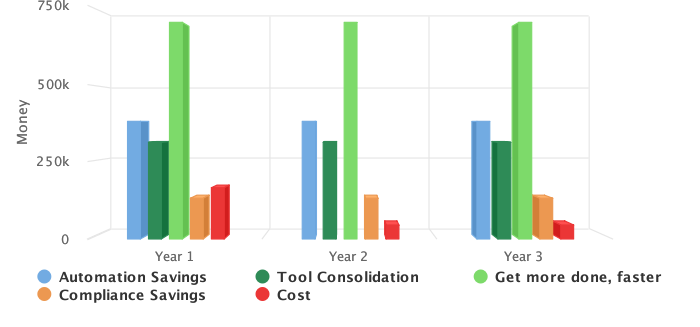 750k
500k
Money
250k
0
Year 1 Year 2 Year 3
Automation Savings Tool Consolidation Get more done, faster
Compliance Savings Cost